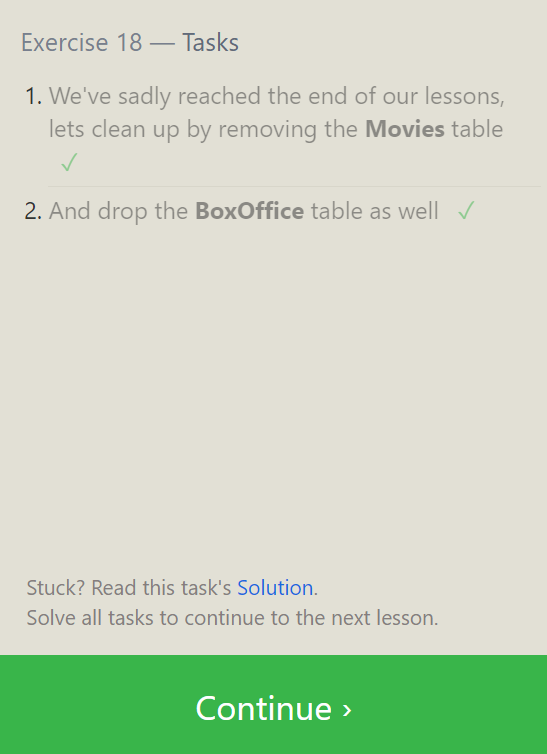 Exercise 18 — Tasks
1. We've sadly reached the end of our lessons,
lets clean up by removing the Movies table
✓
2. And drop the BoxOffice table as well ✓
Stuck? Read this task's Solution.
Solve all tasks to continue to the next lesson.
Continue ›